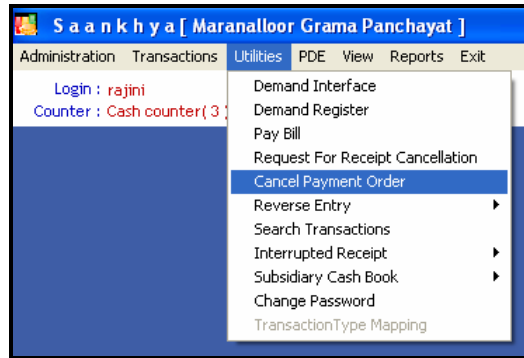 S a a n k h y a [ Maranalloor Grama Panchayat ]
Administration Transactions Utilities PDE View Reports Exit
Login : rajini
Counter : Cash counter( 3 )
Demand Interface
Demand Register
Pay Bill
Request For Receipt Cancellation
Cancel Payment Order
Reverse Entry
Search Transactions
Interrupted Receipt
Subsidiary Cash Book
Change Password
TransactionType Mapping